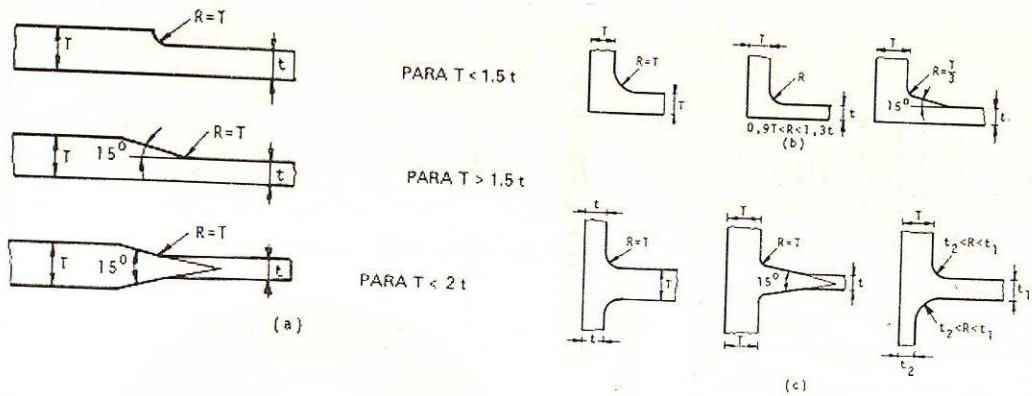 R=T
T
t
PARA T < 1.5 t
T
15°
R=T
t
PARA T > 1.5 t
R=T
T
15°
t
PARA T < 2 t
(a)
T
R=T
T
T
R
t
0,9T<R<1,3t
(b)
T
R=T/3
15°
t
t
R=T
T
t
T
R=T
15°
t
T
T
t₂<R<t₁
t₁
t₂<R<t₁
t₂
(c)